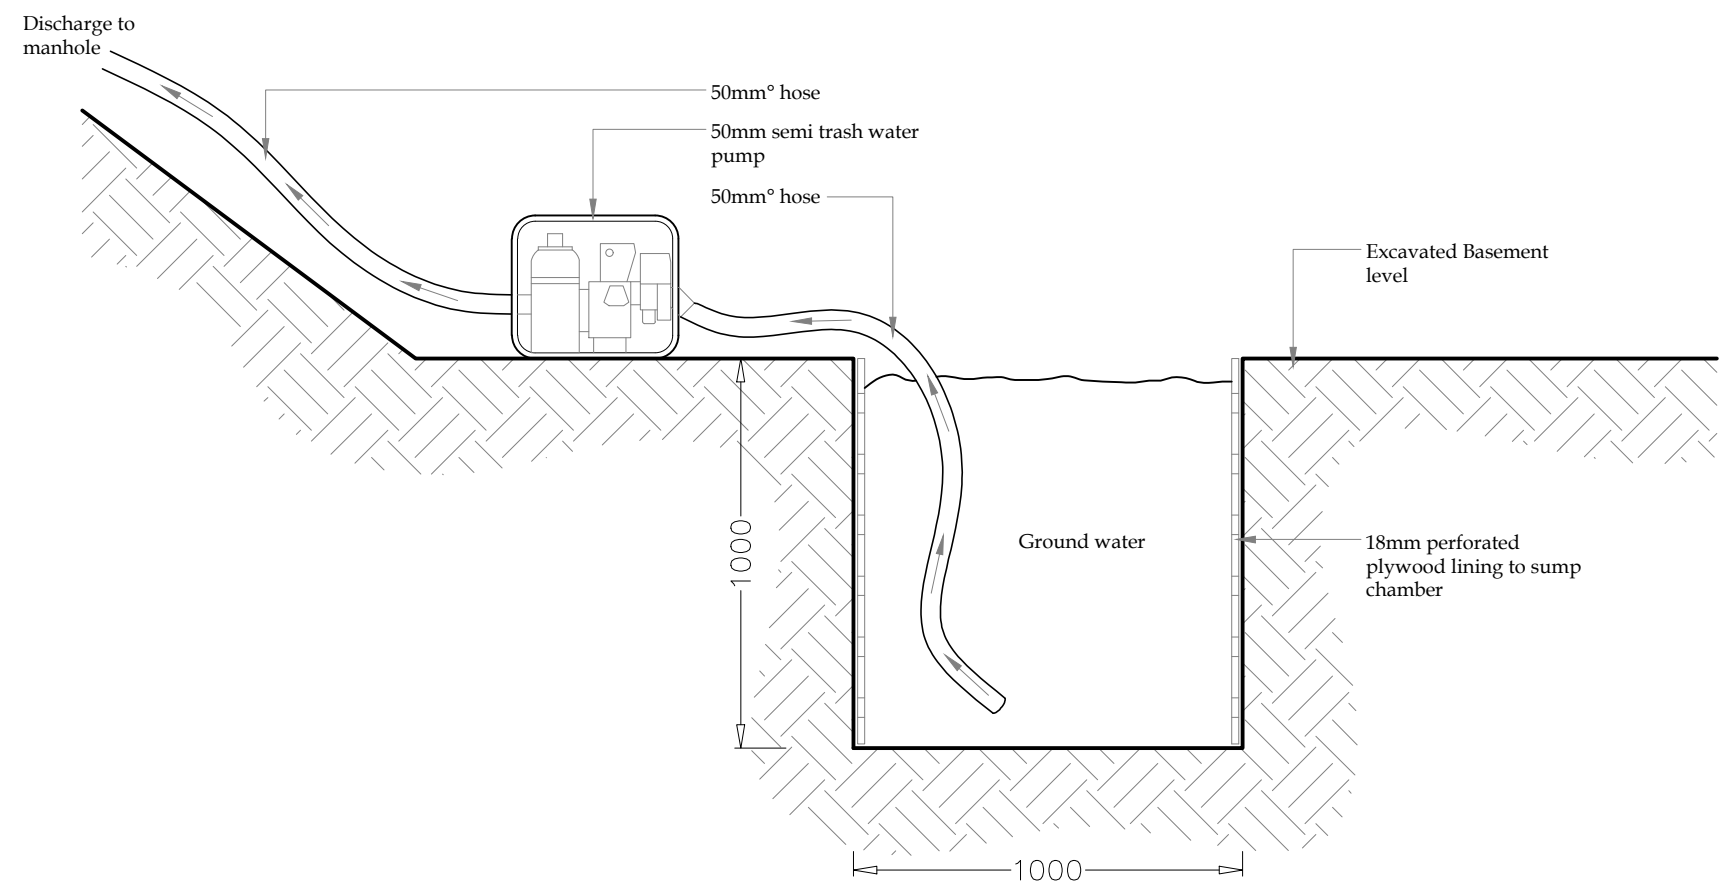 Discharge to
manhole
50mm° hose
50mm semi trash water
pump
50mm° hose
Excavated Basement
level
1000
Ground water
18mm perforated
plywood lining to sump
chamber
1000